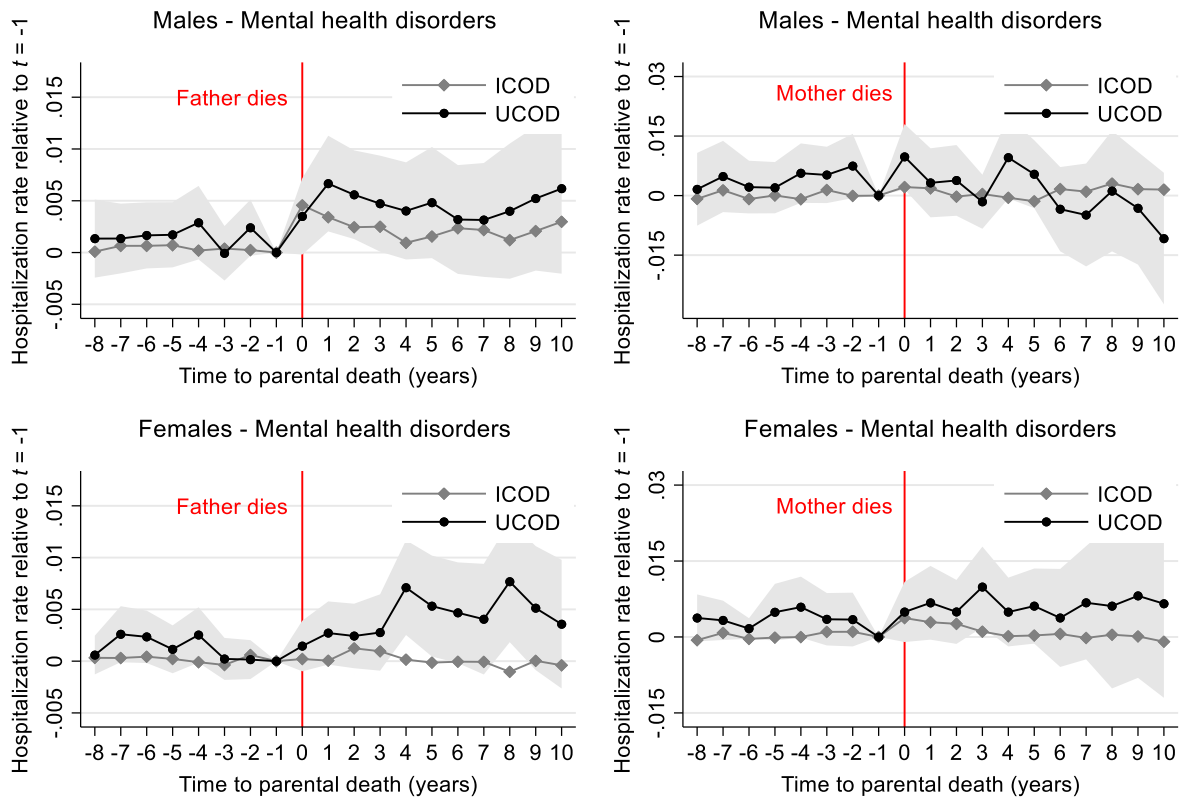 Males - Mental health disorders
Hospitalization rate relative to t = -1
.015
.01
.005
0
-.005
Father dies
ICOD
UCOD
-8 -7 -6 -5 -4 -3 -2 -1 0 1 2 3 4 5 6 7 8 9 10
Time to parental death (years)
Males - Mental health disorders
Hospitalization rate relative to t = -1
.03
.015
0
-.015
Mother dies
ICOD
UCOD
-8 -7 -6 -5 -4 -3 -2 -1 0 1 2 3 4 5 6 7 8 9 10
Time to parental death (years)
Females - Mental health disorders
Hospitalization rate relative to t = -1
.015
.01
.005
0
-.005
Father dies
ICOD
UCOD
-8 -7 -6 -5 -4 -3 -2 -1 0 1 2 3 4 5 6 7 8 9 10
Time to parental death (years)
Females - Mental health disorders
Hospitalization rate relative to t = -1
.03
.015
0
-.015
Mother dies
ICOD
UCOD
-8 -7 -6 -5 -4 -3 -2 -1 0 1 2 3 4 5 6 7 8 9 10
Time to parental death (years)